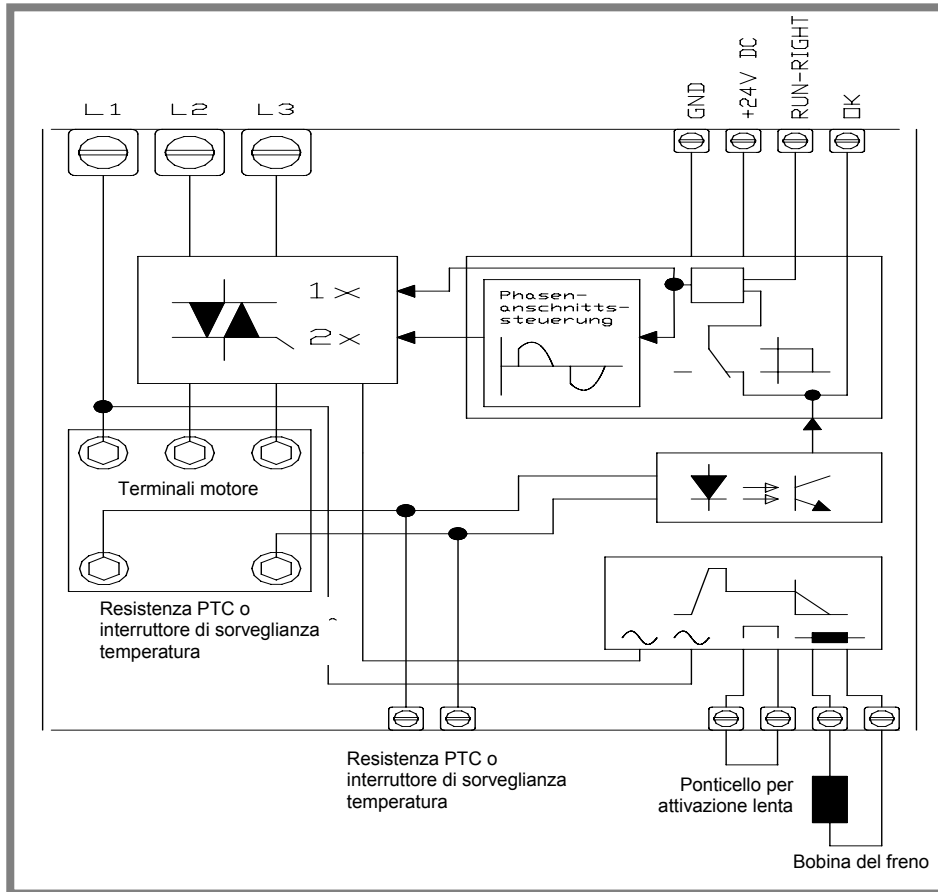 GND
+24V DC
RUN-RIGHT
OK
L1
L2
L3
1 ×
2 ×
Phasen-
anschnitts-
steuerung
Terminali motore
Resistenza PTC o
interruttore di sorveglianza
temperatura
Resistenza PTC o
interruttore di sorveglianza
temperatura
Ponticello per
attivazione lenta
Bobina del freno